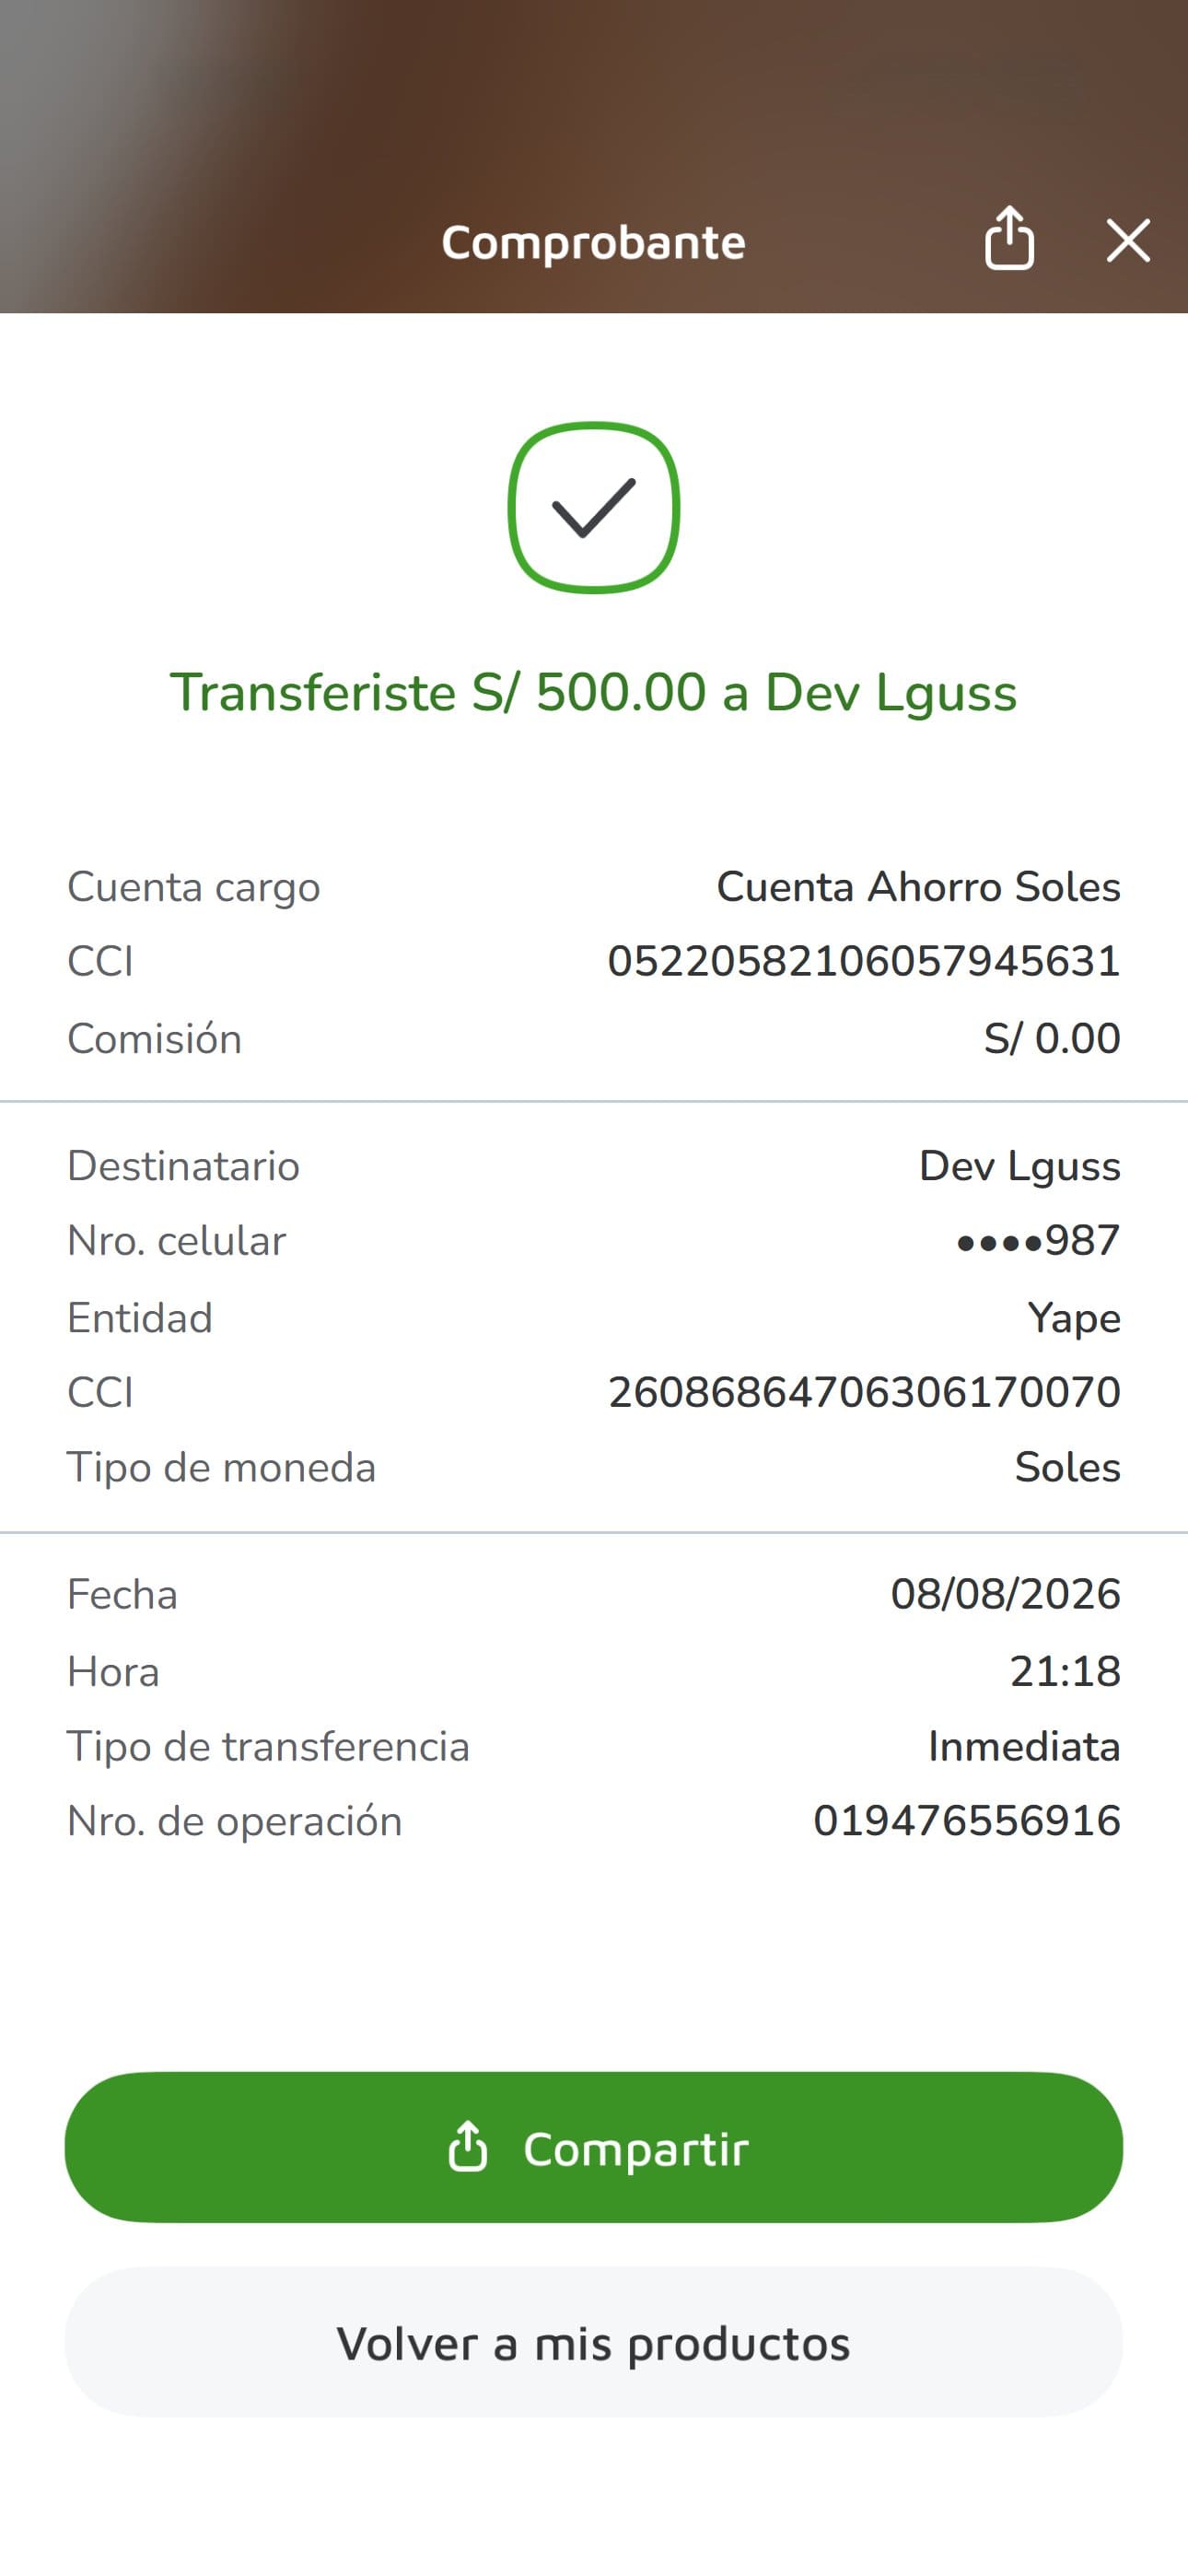 Comprobante
Transferiste S/ 500.00 a Dev Lguss
Cuenta cargo Cuenta Ahorro Soles
CCI 05220582106057945631
Comisión S/ 0.00
Destinatario Dev Lguss
Nro. celular ••••987
Entidad Yape
CCI 26086864706306170070
Tipo de moneda Soles
Fecha 08/08/2026
Hora 21:18
Tipo de transferencia Inmediata
Nro. de operación 019476556916
Compartir
Volver a mis productos